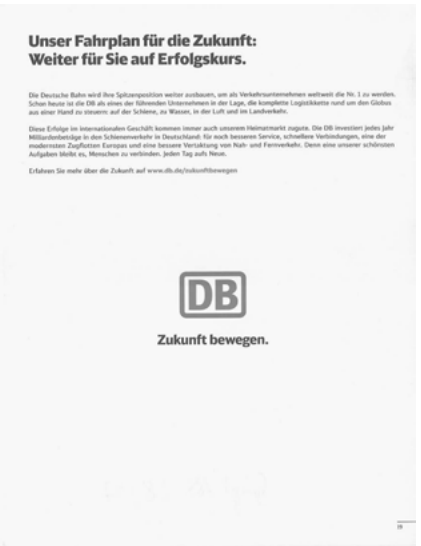 Unser Fahrplan für die Zukunft:
Weiter für Sie auf Erfolgskurs.
Die Deutsche Bahn wird ihre Spitzenposition weiter ausbauen, um als Verkehrsunternehmen weltweit die Nr. 1 zu werden.
Schon heute ist die DB als eines der führenden Unternehmen in der Lage, die komplette Logistikkette rund um den Globus
aus einer Hand zu steuern: auf der Schiene, zu Wasser, in der Luft und im Landverkehr.
Diese Erfolge im internationalen Geschäft kommen immer auch unserem Heimatmarkt zugute. Die DB investiert jedes Jahr
Milliardenbeträge in den Schienenverkehr in Deutschland: für noch besseren Service, schnellere Verbindungen, eine der
modernsten Zugflotten Europas und eine bessere Vertaktung von Nah- und Fernverkehr. Denn eine unserer schönsten
Aufgaben bleibt es, Menschen zu verbinden. Jeden Tag aufs Neue.
Erfahren Sie mehr über die Zukunft auf www.db.de/zukunftbewegen
DB
Zukunft bewegen.